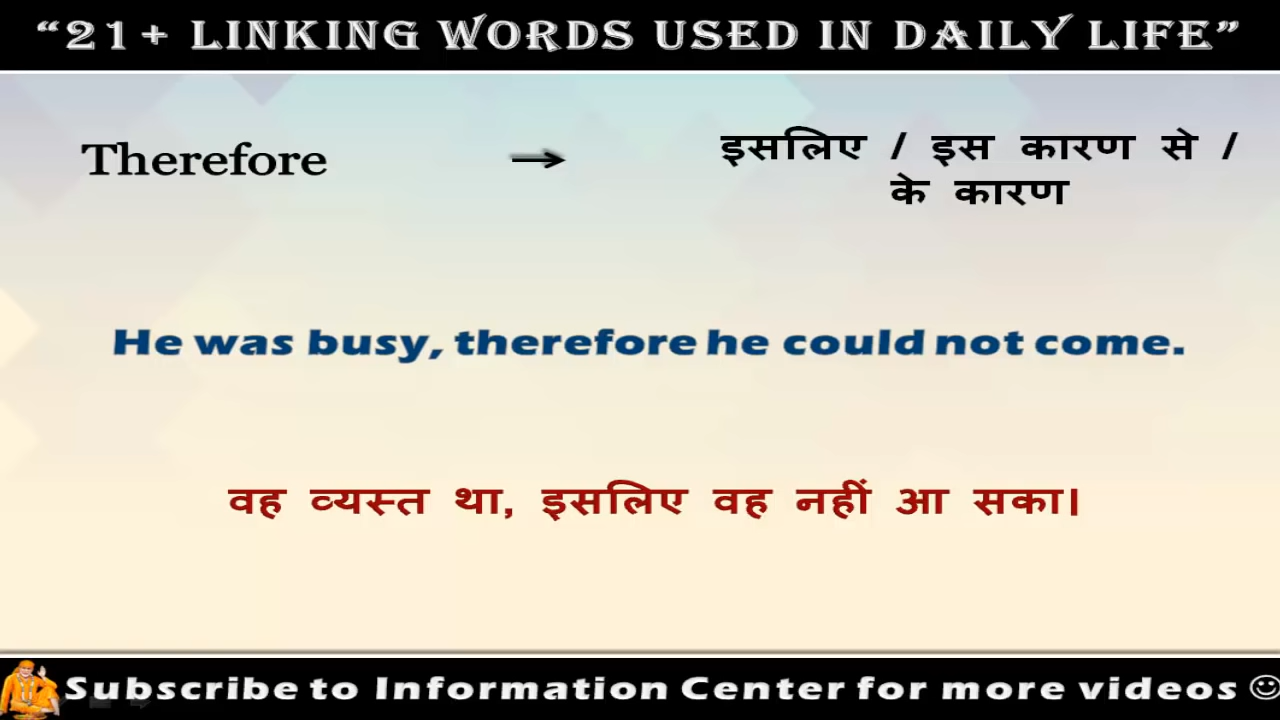 “21+ LINKING WORDS USED IN DAILY LIFE”
Therefore → इसलिए / इस कारण से /
के कारण
He was busy, therefore he could not come.
वह व्यस्त था, इसलिए वह नहीं आ सका।
Subscribe to Information Center for more videos ☺